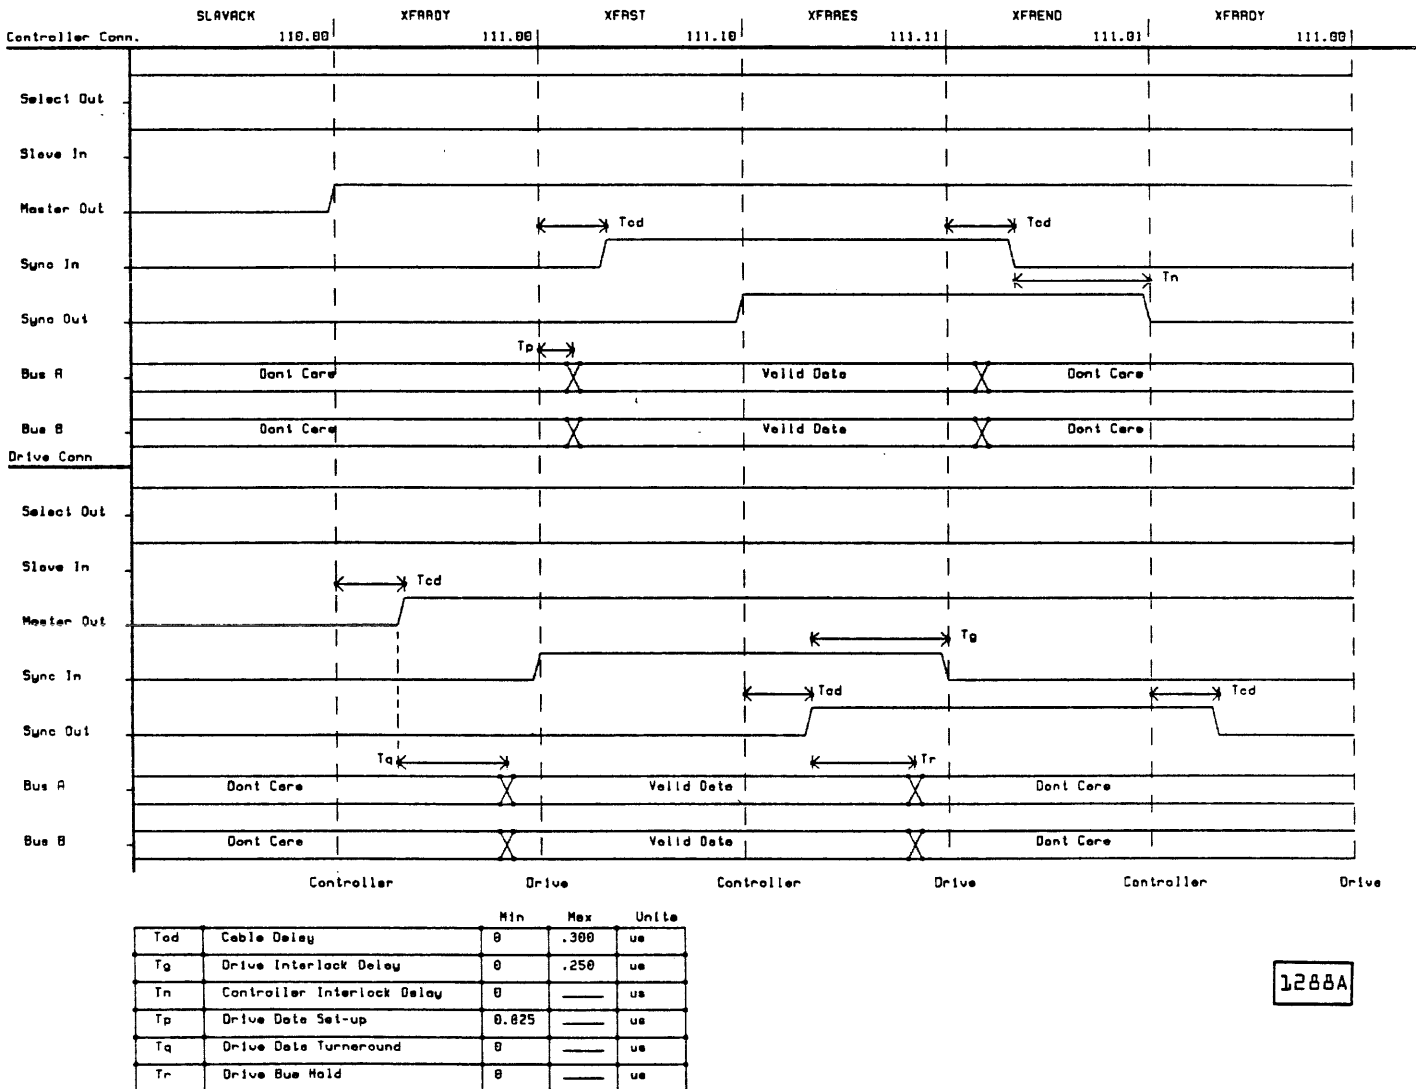 SLAVACK XFRRDY XFRST XFRRES XFREND XFRRDY
Controller Conn. 110.00 111.00 111.10 111.11 111.01 111.00
Select Out
Slave In
Master Out
Tcd Tcd
Sync In
Tn
Sync Out
Tp
Bus A Dont Care Valid Data Dont Care
Bus B Dont Care Valid Data Dont Care
Drive Conn
Select Out
Slave In
Tcd
Master Out
Tg
Sync In
Tcd Tcd
Sync Out
Tq Tr
Bus A Dont Care Valid Data Dont Care
Bus B Dont Care Valid Data Dont Care
Controller Drive Controller Drive Controller Drive
Min Max Units
Tcd Cable Delay 0 .300 us
Tg Drive Interlock Delay 0 .250 us
Tn Controller Interlock Delay 0 us
Tp Drive Data Set-up 0.025 us
Tq Drive Data Turnaround 0 us
Tr Drive Bus Hold 0 us
1288A